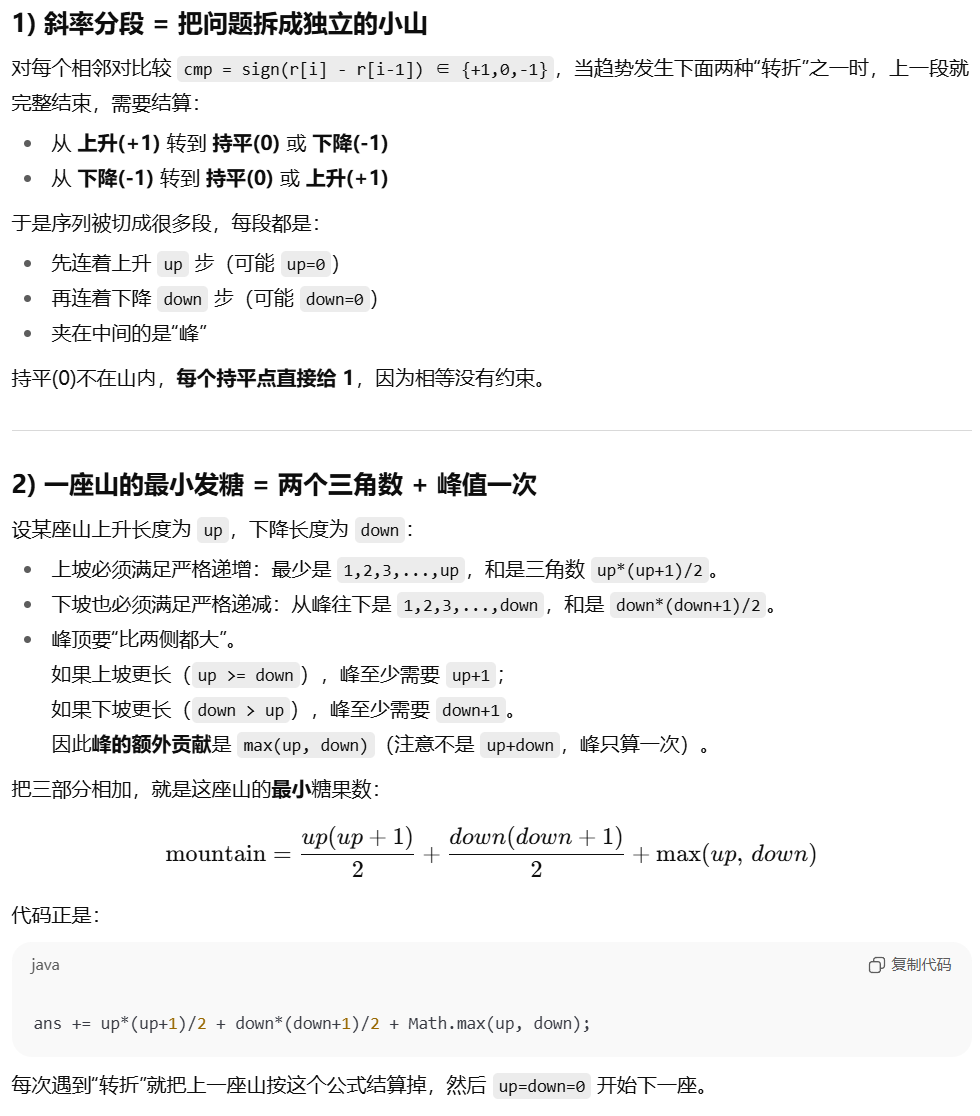 1) 斜率分段 = 把问题拆成独立的小山
对每个相邻对比较 cmp = sign(r[i] - r[i-1]) ∈ {+1,0,-1}，当趋势发生下面两种“转折”之一时，上一段就
完整结束，需要结算：
• 从 上升(+1) 转到 持平(0) 或 下降(-1)
• 从 下降(-1) 转到 持平(0) 或 上升(+1)
于是序列被切成很多段，每段都是：
• 先连着上升 up 步（可能 up=0）
• 再连着下降 down 步（可能 down=0）
• 夹在中间的是“峰”
持平(0)不在山内，每个持平点直接给 1，因为相等没有约束。
2) 一座山的最小发糖 = 两个三角数 + 峰值一次
设某座山上升长度为 up，下降长度为 down：
• 上坡必须满足严格递增：最少是 1,2,3,...,up，和是三角数 up*(up+1)/2。
• 下坡也必须满足严格递减：从峰往下是 1,2,3,...,down，和是 down*(down+1)/2。
• 峰顶要“比两侧都大”。
如果上坡更长（up >= down），峰至少需要 up+1；
如果下坡更长（down > up），峰至少需要 down+1。
因此峰的额外贡献是 max(up, down)（注意不是 up+down，峰只算一次）。
把三部分相加，就是这座山的最小糖果数：
mountain = up(up + 1)/2 + down(down + 1)/2 + max(up, down)
代码正是：
java 复制代码
ans += up*(up+1)/2 + down*(down+1)/2 + Math.max(up, down);
每次遇到“转折”就把上一座山按这个公式结算掉，然后 up=down=0 开始下一座。